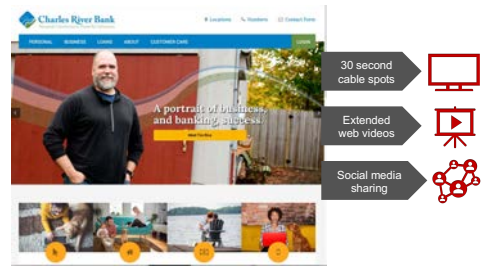 Charles River Bank
Locations
Contact Form
PERSONAL BUSINESS LOANS ABOUT CUSTOMER CARE LOGIN
A portrait of business,
and banking, success.
30 second
cable spots
Extended
web videos
Social media
sharing